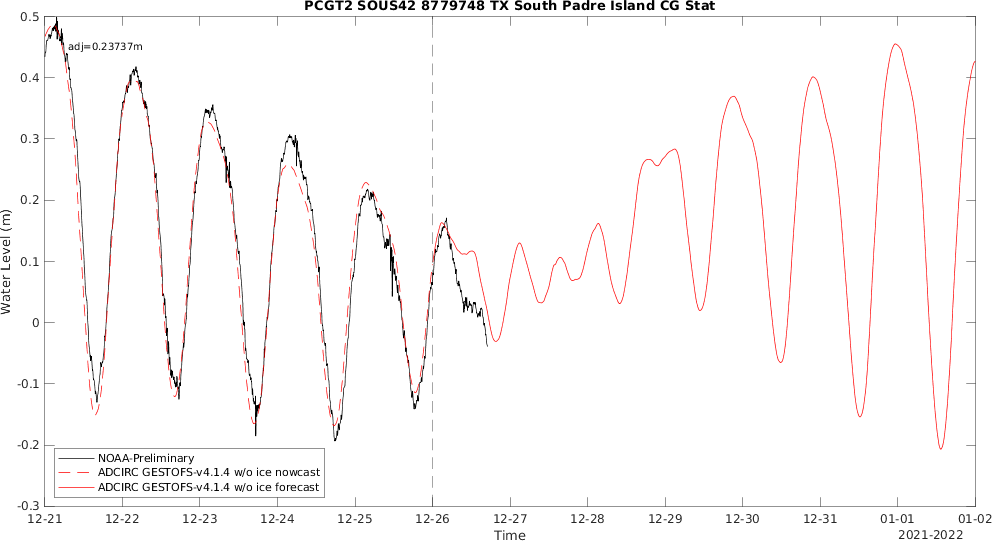 PCGT2 SOUS42 8779748 TX South Padre Island CG Stat
adj=0.23737m
0.5
0.4
0.3
0.2
0.1
0
-0.1
-0.2
-0.3
Water Level (m)
NOAA-Preliminary
ADCIRC GESTOFS-v4.1.4 w/o ice nowcast
ADCIRC GESTOFS-v4.1.4 w/o ice forecast
12-21 12-22 12-23 12-24 12-25 12-26 12-27 12-28 12-29 12-30 12-31 01-01 01-02
Time
2021-2022